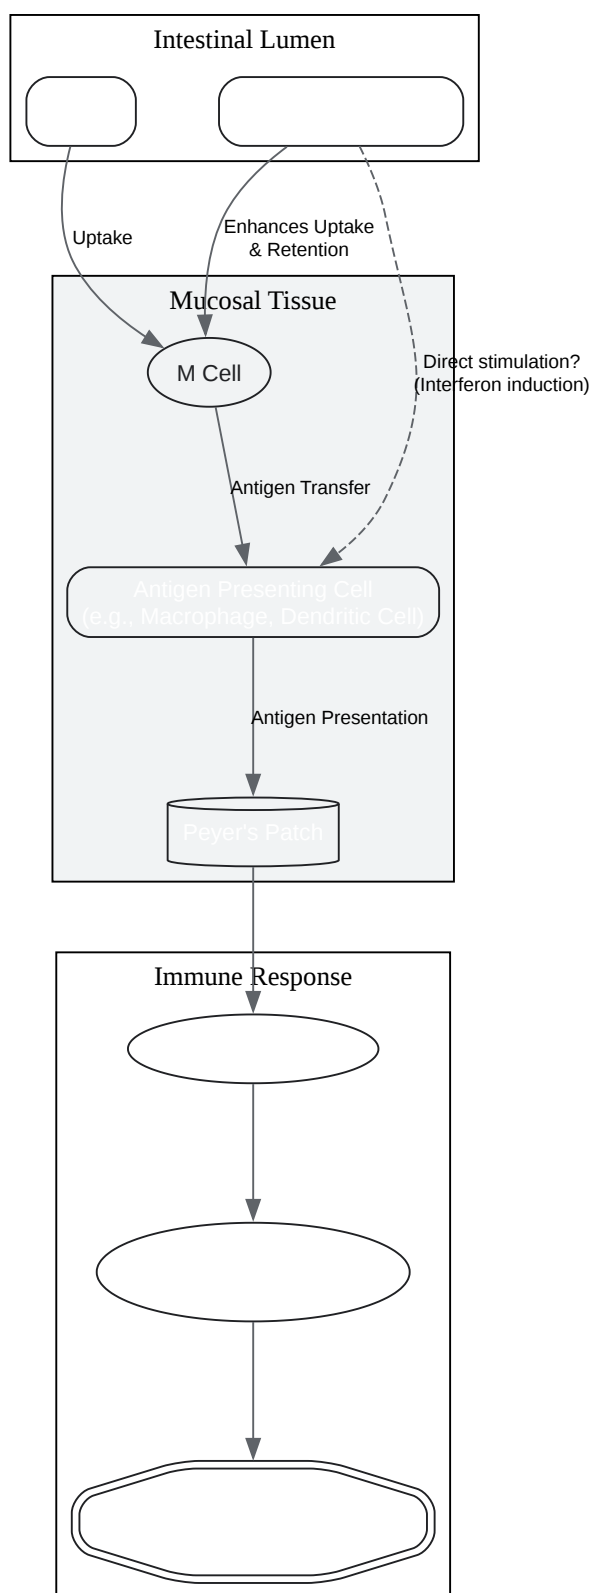 Intestinal Lumen
Uptake
Enhances Uptake
& Retention
Mucosal Tissue
M Cell
Direct stimulation?
(Interferon induction)
Antigen Transfer
Antigen Presenting Cell
(e.g., Macrophage, Dendritic Cell)
Antigen Presentation
Peyer's Patch
Immune Response